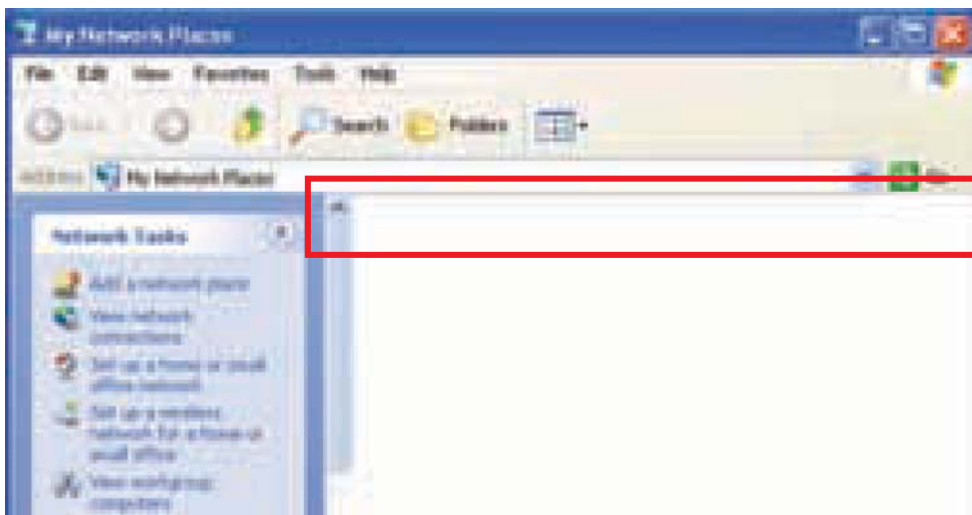 My Network Places
File Edit View Favorites Tools Help
Back Search Folders
Address My Network Places Go
Network Tasks
Add a network place
View network
connections
Set up a home or small
office network
Set up a wireless
network for a home or
small office
View workgroup
computers